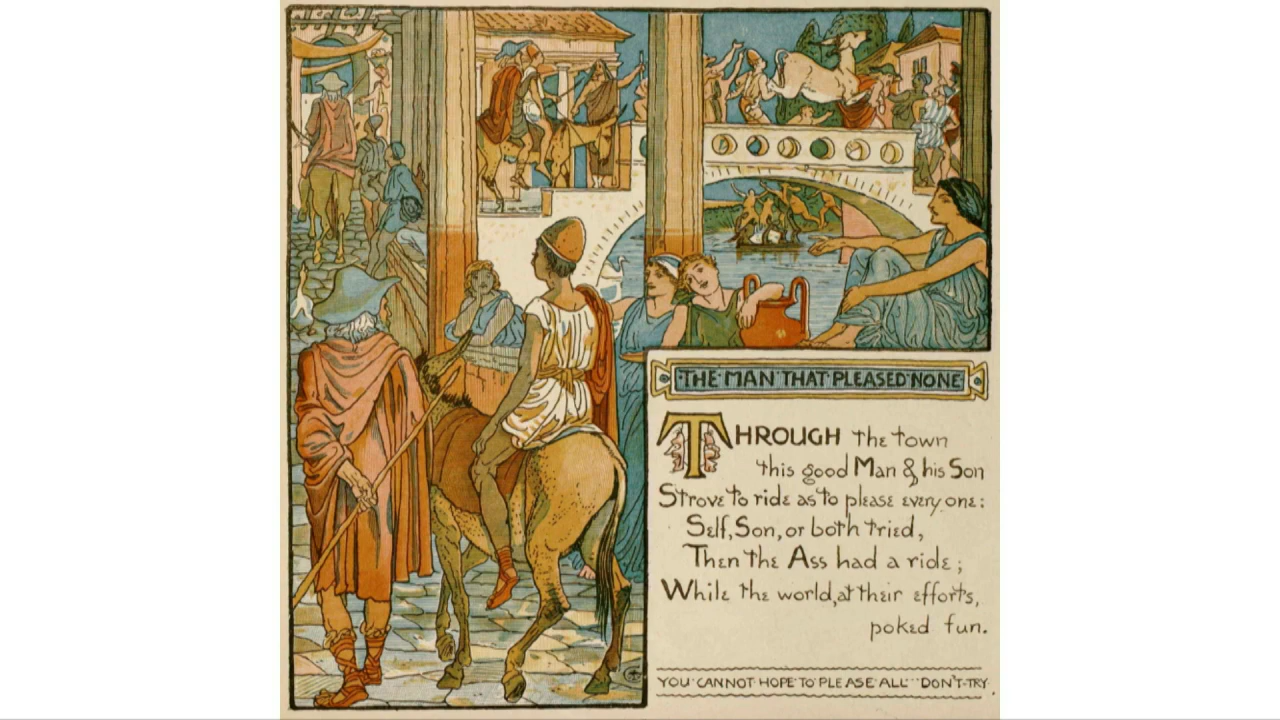 THE MAN THAT PLEASED NONE
THROUGH the town
this good Man & his Son
Strove to ride as to please every one:
Self, Son, or both tried,
Then the Ass had a ride;
While the world, at their efforts,
poked fun.
YOU CANNOT HOPE TO PLEASE ALL ∙∙ DON'T TRY.